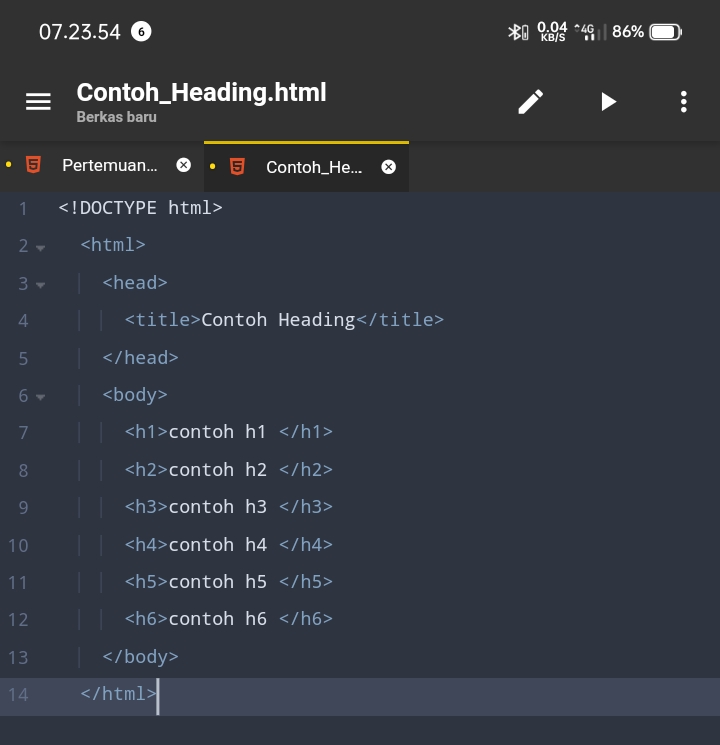 07.23.54 6 0.04 KB/S 4G 86%
Contoh_Heading.html
Berkas baru
Pertemuan... Contoh_He...
1 <!DOCTYPE html>
2 <html>
3 <head>
4 <title>Contoh Heading</title>
5 </head>
6 <body>
7 <h1>contoh h1 </h1>
8 <h2>contoh h2 </h2>
9 <h3>contoh h3 </h3>
10 <h4>contoh h4 </h4>
11 <h5>contoh h5 </h5>
12 <h6>contoh h6 </h6>
13 </body>
14 </html>